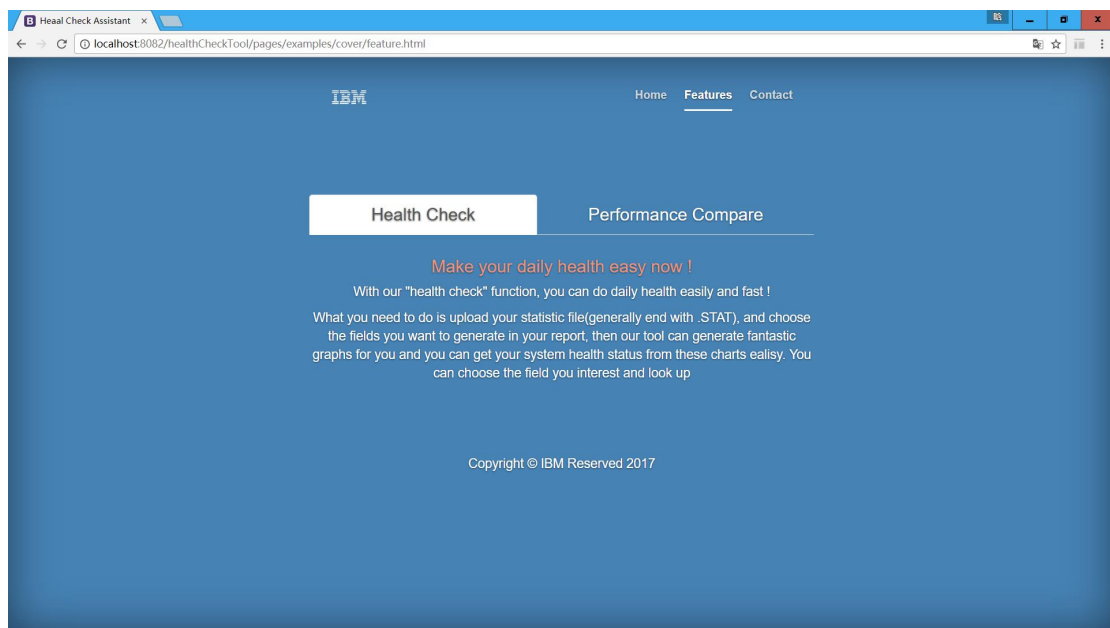 Heaal Check Assistant
localhost:8082/healthCheckTool/pages/examples/cover/feature.html
IBM
Home Features Contact
Health Check Performance Compare
Make your daily health easy now !
With our "health check" function, you can do daily health easily and fast !
What you need to do is upload your statistic file(generally end with .STAT), and choose
the fields you want to generate in your report, then our tool can generate fantastic
graphs for you and you can get your system health status from these charts ealisy. You
can choose the field you interest and look up
Copyright © IBM Reserved 2017